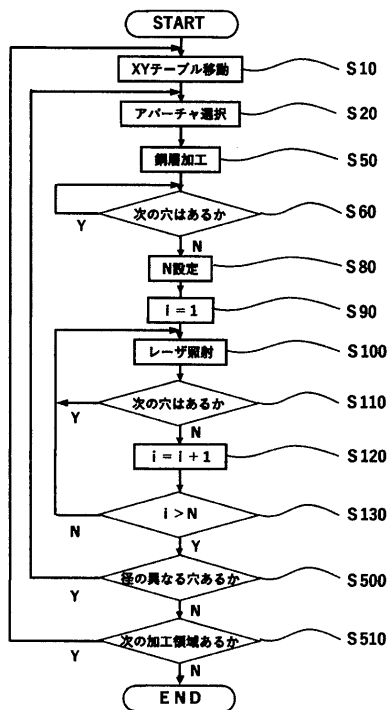 START
XYテーブル移動
S10
アパーチャ選択
S20
銅層加工
S50
次の穴はあるか
S60
Y
N
N設定
S80
i = 1
S90
レーザ照射
S100
次の穴はあるか
S110
Y
N
i = i + 1
S120
i > N
S130
N
Y
径の異なる穴あるか
S500
Y
N
次の加工領域あるか
S510
Y
N
END